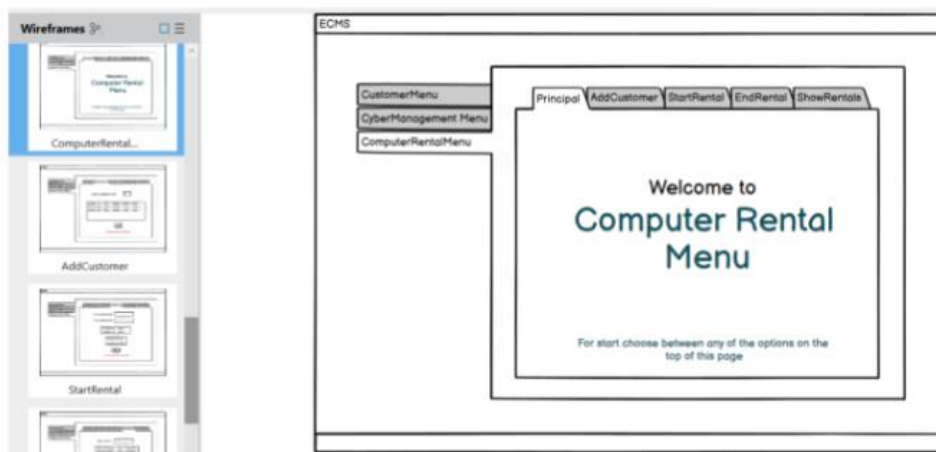 Wireframes
ComputerRental...
AddCustomer
StartRental
ECMS
CustomerMenu
CyberManagement Menu
ComputerRentalMenu
Principal AddCustomer StartRental EndRental ShowRentals
Welcome to
Computer Rental
Menu
For start choose between any of the options on the
top of this page